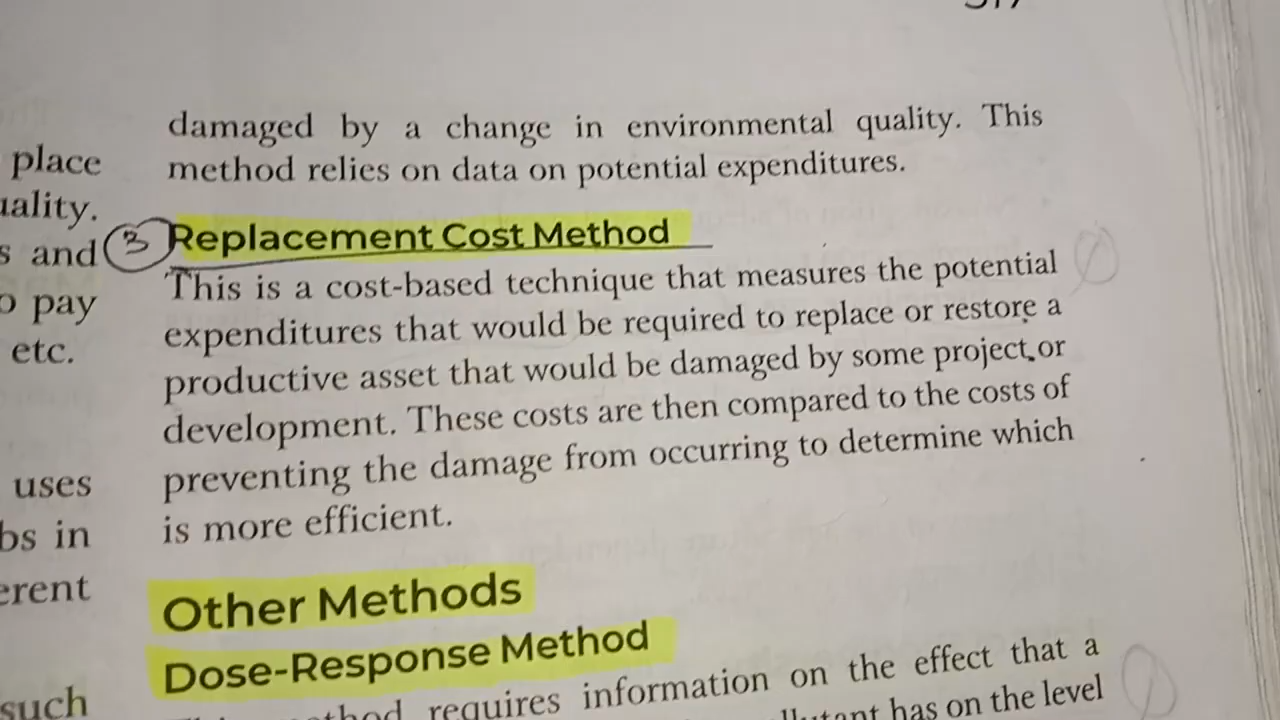 place
uality.
s and
o pay
etc.
uses
bs in
erent
such
damaged by a change in environmental quality. This
method relies on data on potential expenditures.
3 Replacement Cost Method
This is a cost-based technique that measures the potential
expenditures that would be required to replace or restore a
productive asset that would be damaged by some project or
development. These costs are then compared to the costs of
preventing the damage from occurring to determine which
is more efficient.
Other Methods
Dose-Response Method
requires information on the effect that a
has on the level